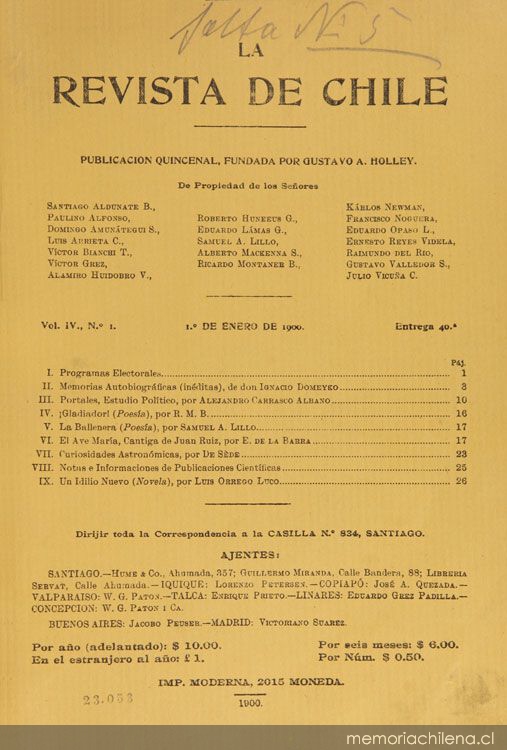 Falta Nº 5
LA
REVISTA DE CHILE
PUBLICACION QUINCENAL, FUNDADA POR GUSTAVO A. HOLLEY.
De Propiedad de los Señores
SANTIAGO ALDUNATE B.,
PAULINO ALFONSO,
DOMINGO AMUNÁTEGUI S.,
LUIS ARRIETA C.,
VÍCTOR BIANCHI T.,
VÍCTOR GREZ,
ALAMIRO HUIDOBRO V.,
ROBERTO HUNEEUS G.,
EDUARDO LÁMAS G.,
SAMUEL A. LILLO,
ALBERTO MACKENNA S.,
RICARDO MONTANER B.,
KÁRLOS NEWMAN,
FRANCISCO NOGUERA,
EDUARDO OPASO L.,
ERNESTO REYES VIDELA,
RAIMUNDO DEL RIO,
GUSTAVO VALLEDOR S.,
JULIO VICUÑA C.
Vol. IV., N.º 1. 1.º DE ENERO DE 1900. Entrega 40.ª
PÁJ.
I. Programas Electorales 1
II. Memorias Autobiográficas (inéditas), de don IGNACIO DOMEYKO 3
III. Portales, Estudio Político, por ALEJANDRO CARRASCO ALBANO 10
IV. ¡Gladiador! (Poesía), por R. M. B. 16
V. La Ballenera (Poesía), por SAMUEL A. LILLO 17
VI. El Ave María, Cantiga de Juan Ruiz, por E. DE LA BARRA 17
VII. Curiosidades Astronómicas, por DE SÈDE 23
VIII. Notas e Informaciones de Publicaciones Científicas 25
IX. Un Idilio Nuevo (Novela), por LUIS ORREGO LUCO 26
Dirijir toda la Correspondencia a la CASILLA N.º 834, SANTIAGO.
AJENTES:
SANTIAGO.—HUME & Co., Ahumada, 357; GUILLERMO MIRANDA, Calle Bandera, 88; LIBRERIA
SERVAT, Calle Ahumada.—IQUIQUE: LORENZO PETERSEN.—COPIAPÓ: JOSÉ A. QUEZADA.—
VALPARAISO: W. G. PATON.—TALCA: ENRIQUE PRIETO.—LINARES: EDUARDO GREZ PADILLA.—
CONCEPCION: W. G. PATON I CA.
BUENOS AIRES: JACOBO PEUSER.—MADRID: VICTORIANO SUAREZ.
Por año (adelantado): $ 10.00. Por seis meses: $ 6.00.
En el estranjero al año: £ 1. Por Núm. $ 0.50.
IMP. MODERNA, 2015 MONEDA.
1900.
23.053
memoriachilena.cl